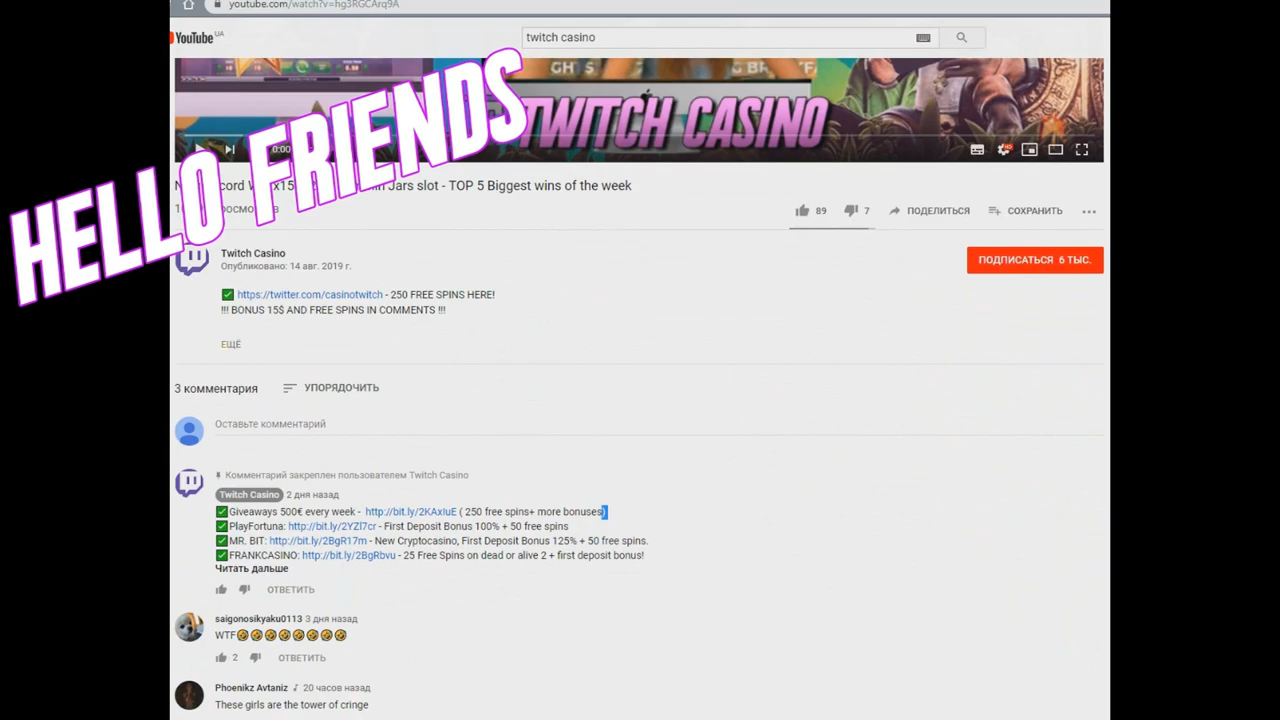 youtube.com/watch?v=hg3RGCArq9A
YouTube UA
twitch casino
HELLO FRIENDS
TWITCH CASINO
0:00
Jars slot - TOP 5 Biggest wins of the week
89
7
ПОДЕЛИТЬСЯ
СОХРАНИТЬ
Twitch Casino
Опубликовано: 14 авг. 2019 г.
ПОДПИСАТЬСЯ 6 ТЫС.
https://twitter.com/casinotwitch - 250 FREE SPINS HERE!
!!! BONUS 15$ AND FREE SPINS IN COMMENTS !!!
ЕЩЁ
3 комментария
УПОРЯДОЧИТЬ
Оставьте комментарий
Комментарий закреплен пользователем Twitch Casino
Twitch Casino 2 дня назад
Giveaways 500€ every week - http://bit.ly/2KAxIuE ( 250 free spins+ more bonuses)
PlayFortuna: http://bit.ly/2YZl7cr - First Deposit Bonus 100% + 50 free spins
MR. BIT: http://bit.ly/2BgR17m - New Cryptocasino, First Deposit Bonus 125% + 50 free spins.
FRANKCASINO: http://bit.ly/2BgRbvu - 25 Free Spins on dead or alive 2 + first deposit bonus!
Читать дальше
ОТВЕТИТЬ
saigonosikyaku0113 3 дня назад
WTF🤣🤣🤣🤣🤣🤣🤣🤣
2
ОТВЕТИТЬ
Phoenikz Avtaniz ♪ 20 часов назад
These girls are the tower of cringe